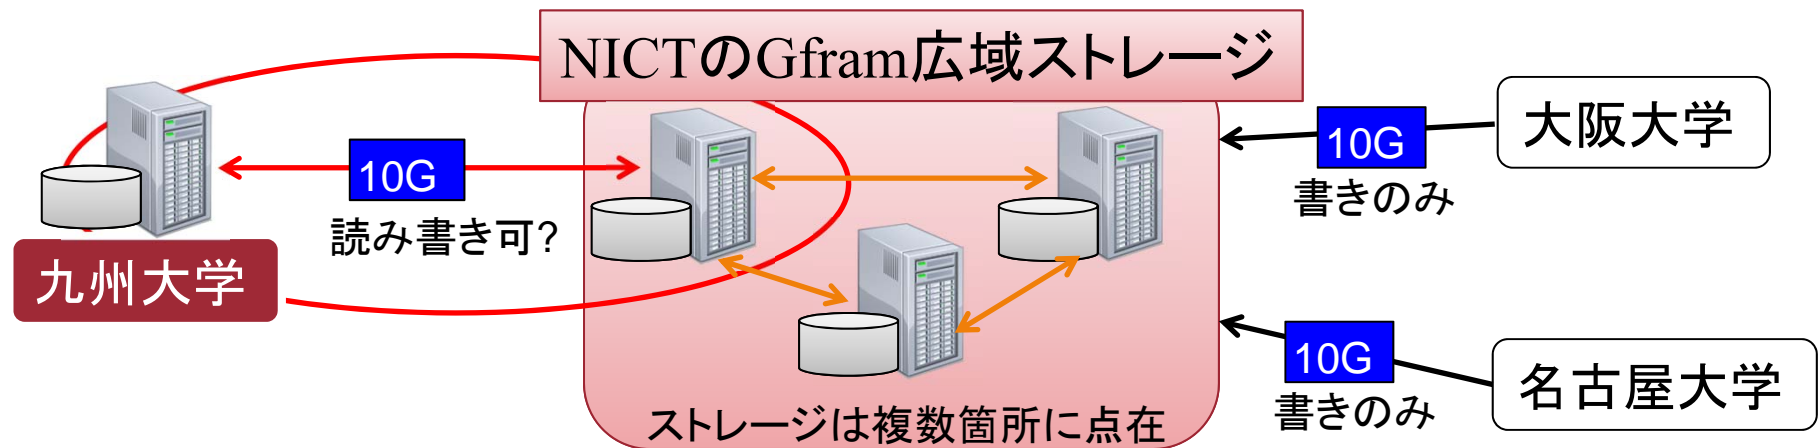 NICTのGfram広域ストレージ
10G
読み書き可?
九州大学
ストレージは複数箇所に点在
10G
書きのみ
大阪大学
10G
書きのみ
名古屋大学